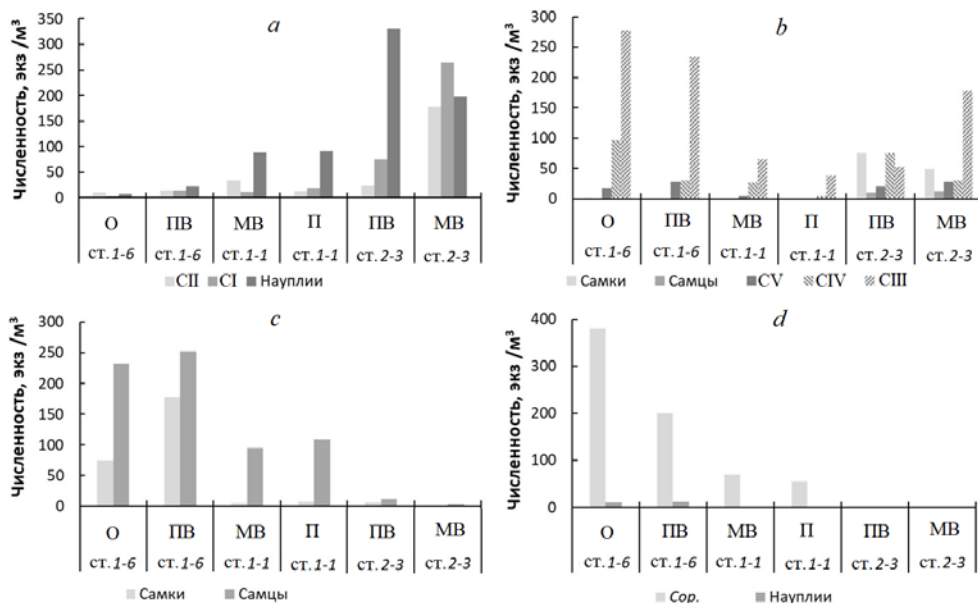 a
Численность, экз /м³
350
300
250
200
150
100
50
0
О ПВ МВ П ПВ МВ
ст.1-6 ст.1-6 ст.1-1 ст.1-1 ст.2-3 ст.2-3
СII СI Науплии
b
Численность, экз /м³
300
250
200
150
100
50
0
О ПВ МВ П ПВ МВ
ст.1-6 ст.1-6 ст.1-1 ст.1-1 ст.2-3 ст.2-3
Самки Самцы CV CIV CIII
c
Численность, экз /м³
300
250
200
150
100
50
0
О ПВ МВ П ПВ МВ
ст.1-6 ст.1-6 ст.1-1 ст.1-1 ст.2-3 ст.2-3
Самки Самцы
d
Численность, экз /м³
400
300
200
100
0
О ПВ МВ П ПВ МВ
ст.1-6 ст.1-6 ст.1-1 ст.1-1 ст.2-3 ст.2-3
Cop. Науплии